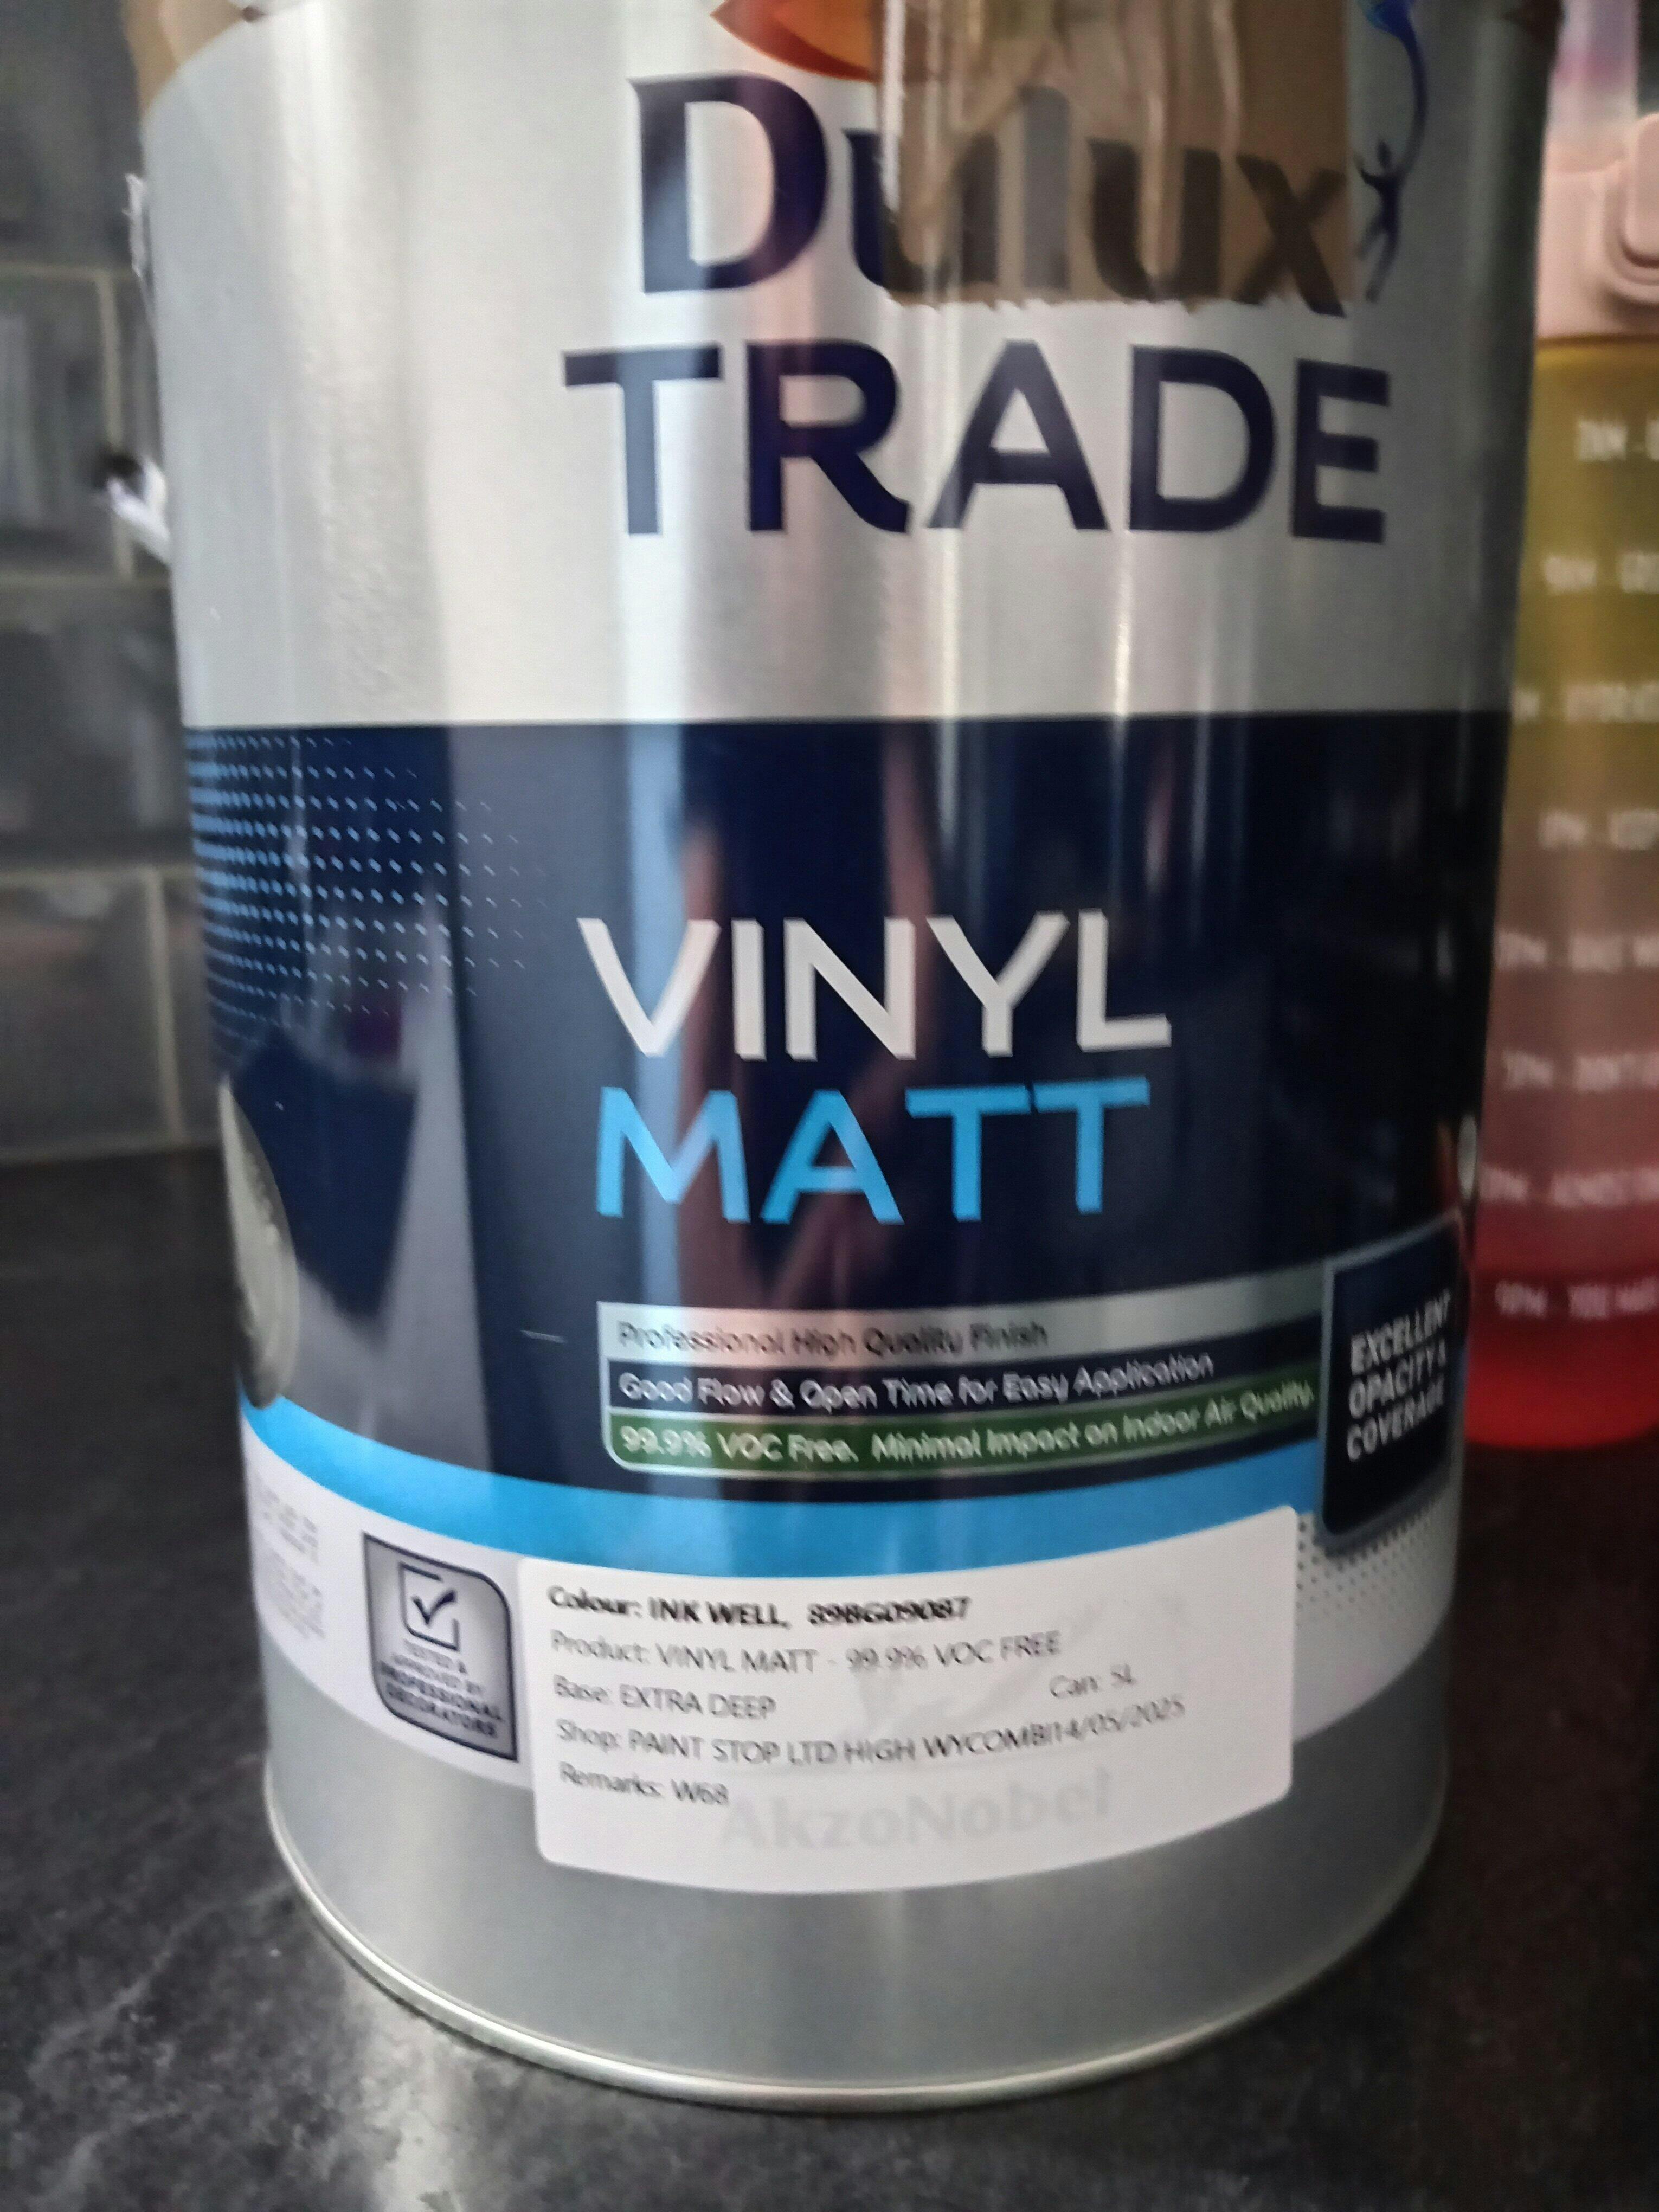 Dulux
TRADE
VINYL
MATT
Professional High Quality Finish
Good Flow & Open Time for Easy Application
99.9% VOC Free. Minimal Impact on Indoor Air Quality.
EXCELLENT
OPACITY &
COVERAGE
TESTED &
APPROVED BY
PROFESSIONAL
DECORATORS
Colour: INK WELL, 89BG09087
Product: VINYL MATT - 99.9% VOC FREE
Base: EXTRA DEEP Can: 5L
Shop: PAINT STOP LTD HIGH WYCOMB 14/05/2025
Remarks: W68
AkzoNobel